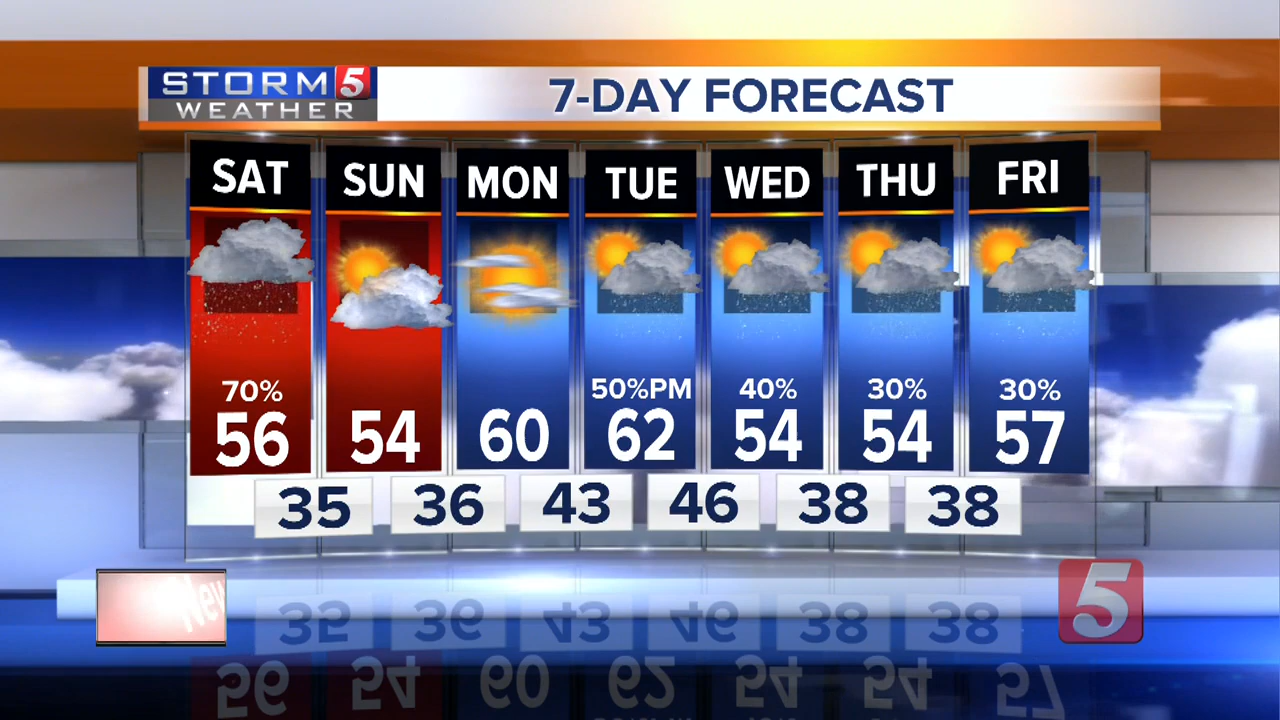 STORM 5
WEATHER
7-DAY FORECAST
SAT SUN MON TUE WED THU FRI
70% 50%PM 40% 30% 30%
56 54 60 62 54 54 57
35 36 43 46 38 38
New
5